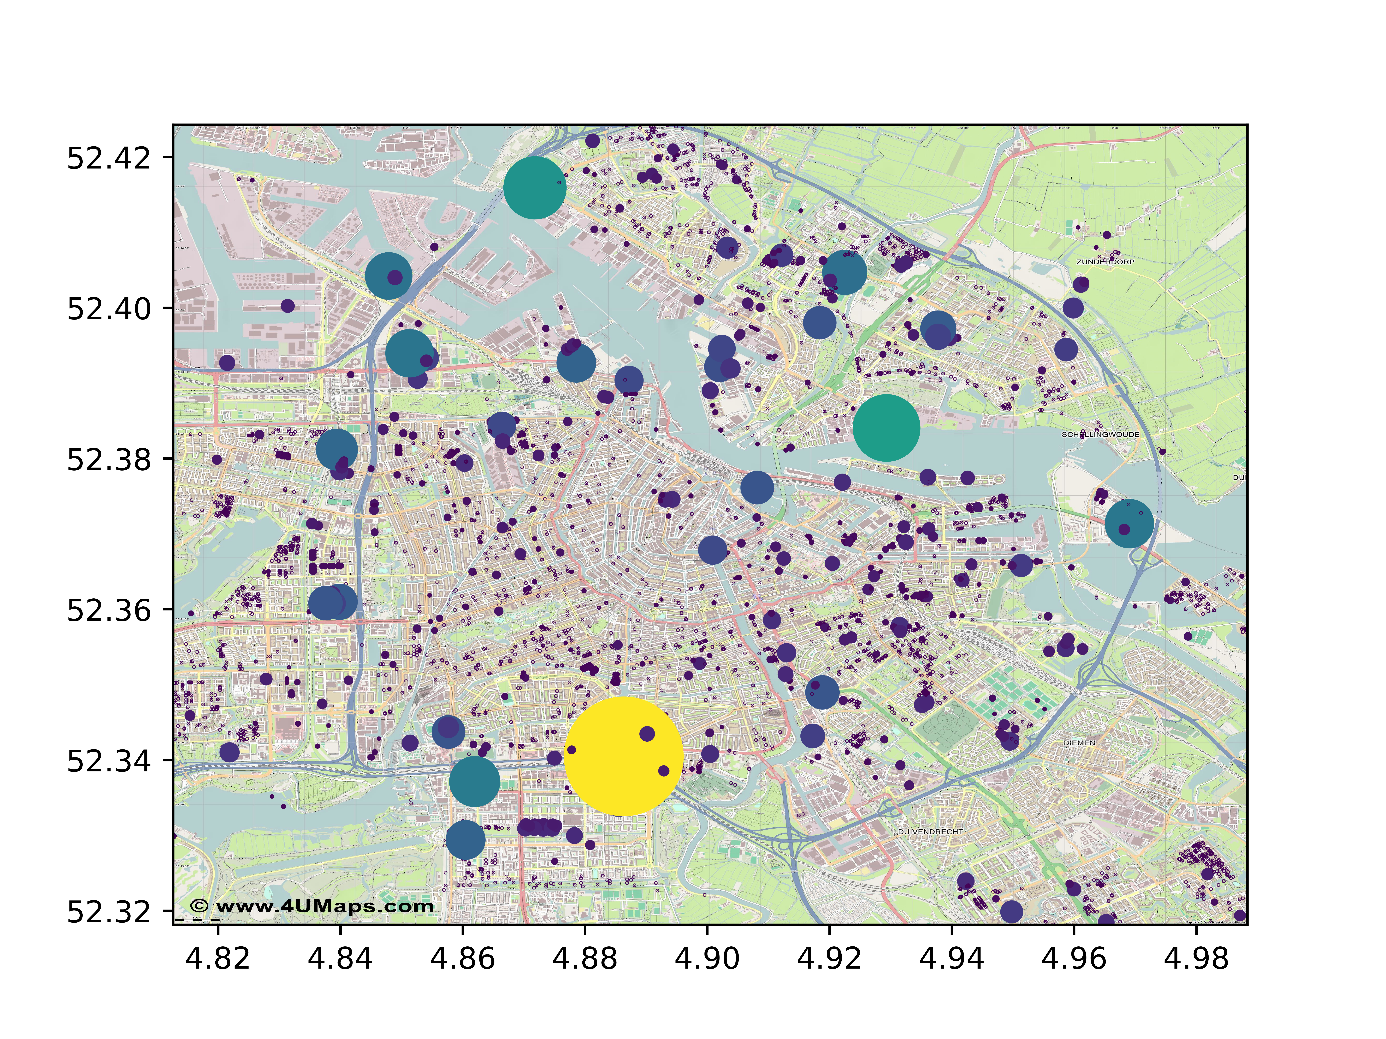 52.42
ZUNDERDORP
52.40
SCHELLINGWOUDE
52.38
52.36
DIEMEN
52.34
DUIVENDRECHT
© www.4UMaps.com
52.32
4.82 4.84 4.86 4.88 4.90 4.92 4.94 4.96 4.98